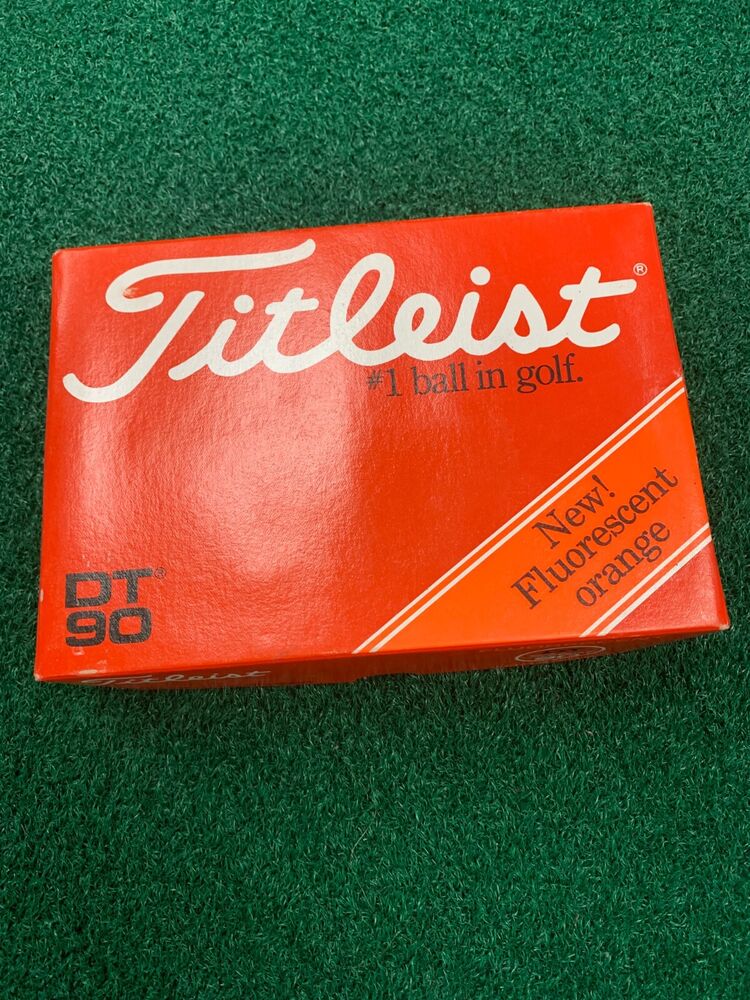 Titleist®
#1 ball in golf.
New!
Fluorescent
orange
DT®
90
Titleist